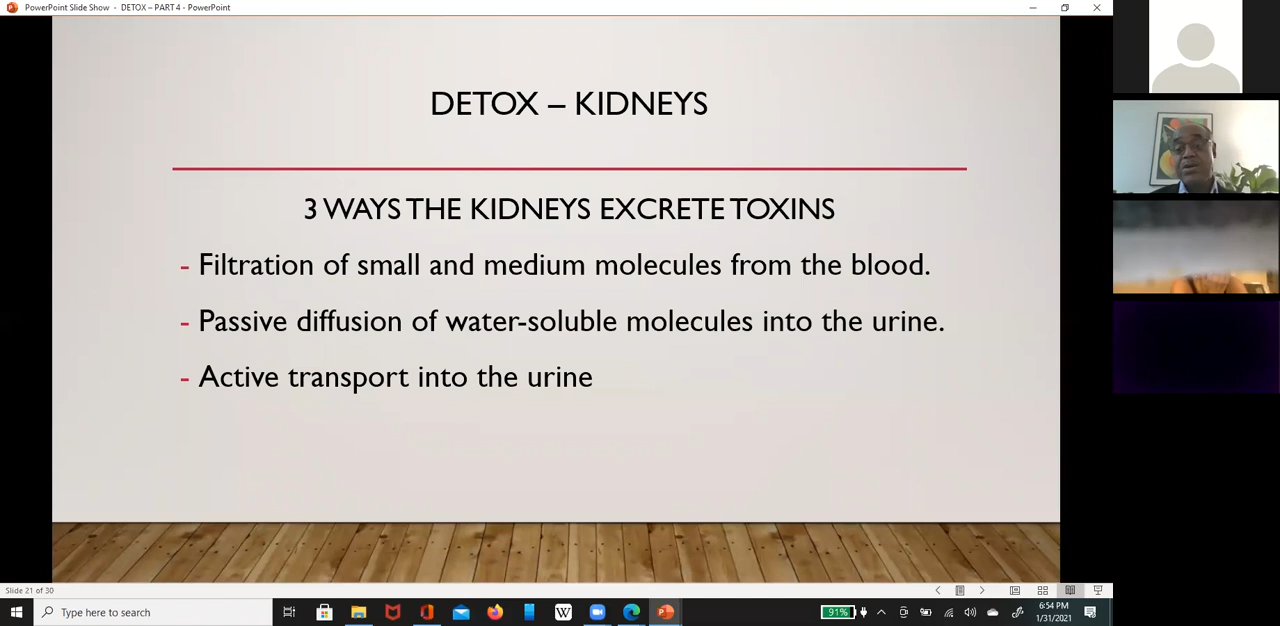 PowerPoint Slide Show - DETOX – PART 4 - PowerPoint
DETOX – KIDNEYS
3 WAYS THE KIDNEYS EXCRETE TOXINS
- Filtration of small and medium molecules from the blood.
- Passive diffusion of water-soluble molecules into the urine.
- Active transport into the urine
Slide 21 of 30
Type here to search
W
91%
6:54 PM
1/31/2021